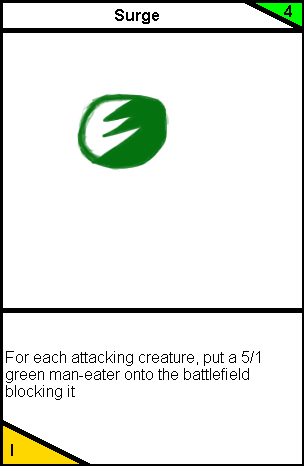 Surge
4
For each attacking creature, put a 5/1
green man-eater onto the battlefield
blocking it
I